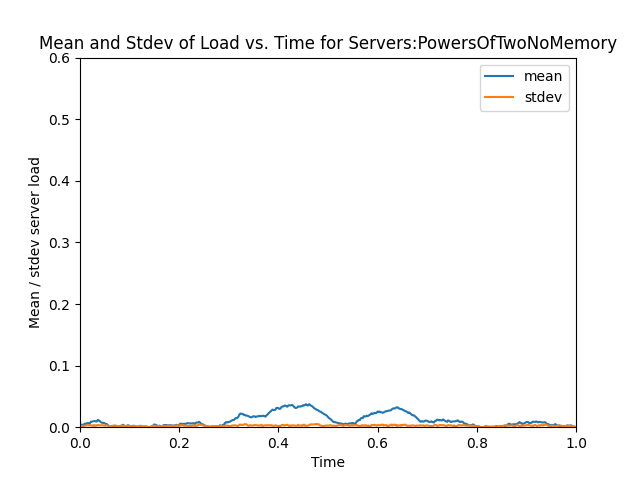 Mean and Stdev of Load vs. Time for Servers:PowersOfTwoNoMemory
mean
stdev
Mean / stdev server load
0.6
0.5
0.4
0.3
0.2
0.1
0.0
0.0 0.2 0.4 0.6 0.8 1.0
Time